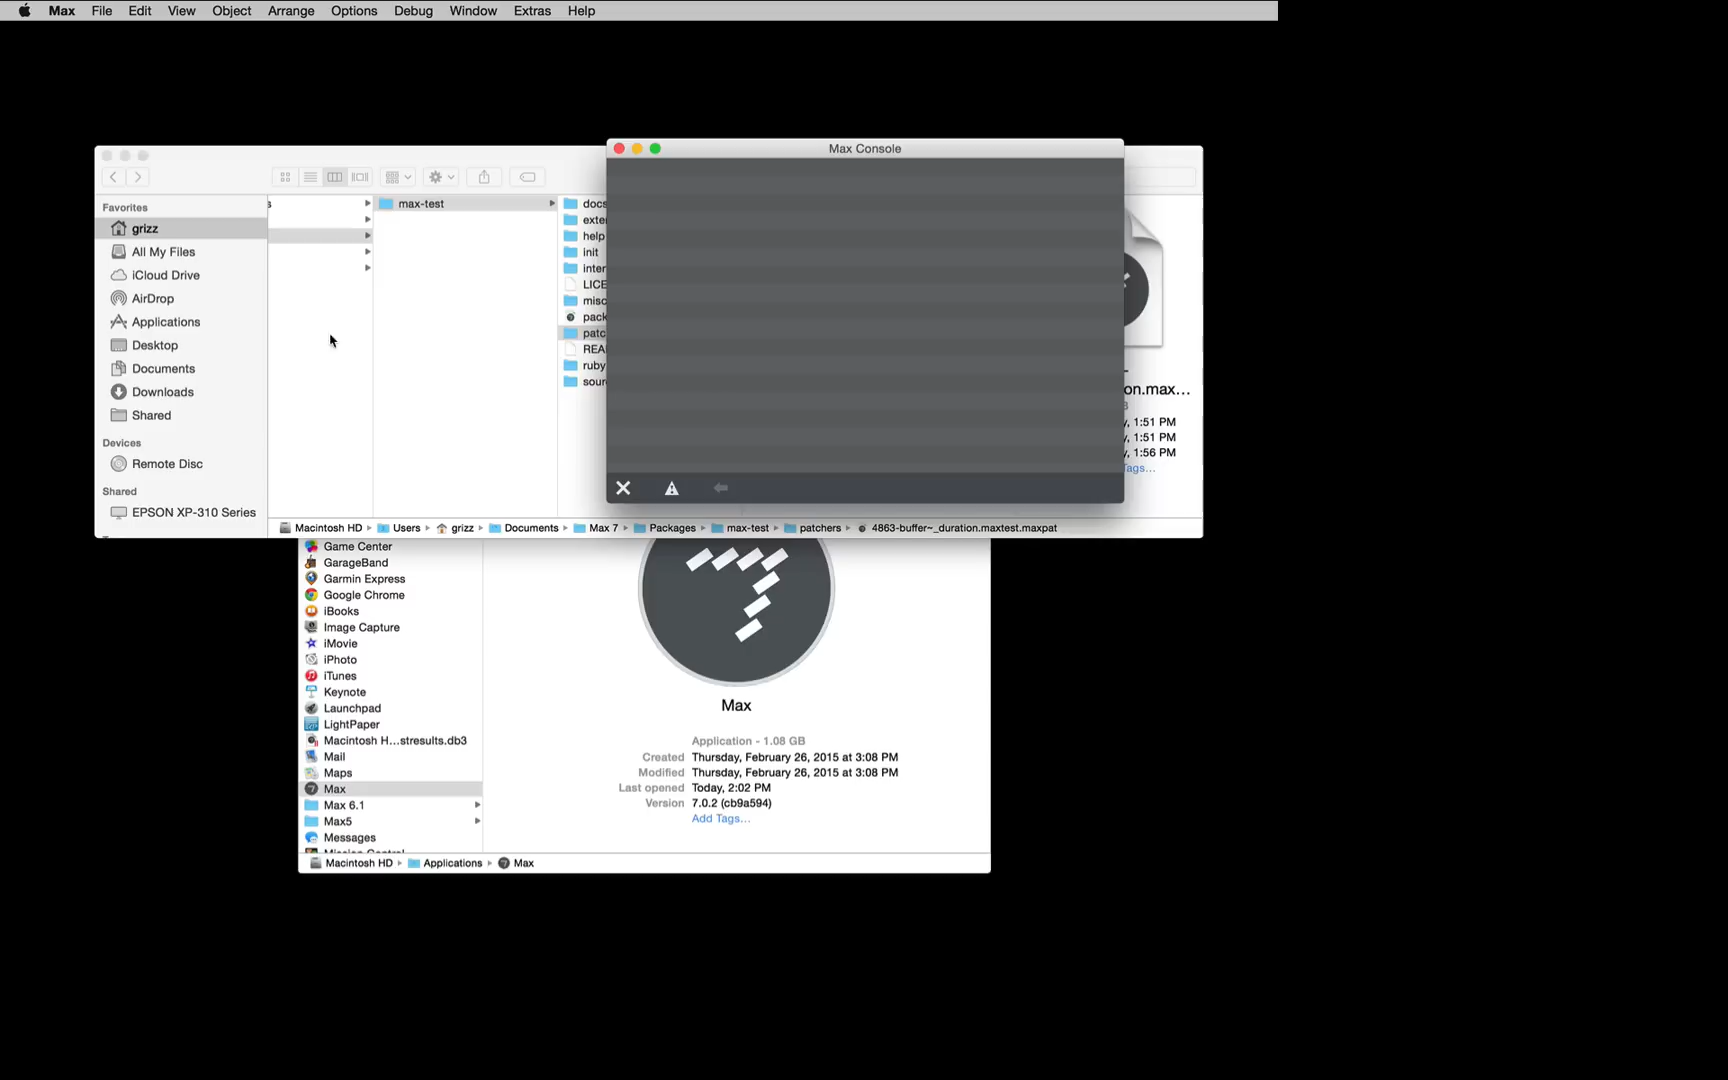 Max File Edit View Object Arrange Options Debug Window Extras Help
Max Console
Favorites
grizz
All My Files
iCloud Drive
AirDrop
Applications
Desktop
Documents
Downloads
Shared
Devices
Remote Disc
Shared
EPSON XP-310 Series
s
max-test
docs
exte
help
init
inter
LICE
misc
pack
patc
REA
ruby
sour
on.max...
y, 1:51 PM
y, 1:51 PM
y, 1:56 PM
Tags...
Macintosh HD Users grizz Documents Max 7 Packages max-test patchers 4863-buffer~_duration.maxtest.maxpat
Game Center
GarageBand
Garmin Express
Google Chrome
iBooks
Image Capture
iMovie
iPhoto
iTunes
Keynote
Launchpad
LightPaper
Macintosh H...stresults.db3
Mail
Maps
Max
Max 6.1
Max5
Messages
Max
Application - 1.08 GB
Created Thursday, February 26, 2015 at 3:08 PM
Modified Thursday, February 26, 2015 at 3:08 PM
Last opened Today, 2:02 PM
Version 7.0.2 (cb9a594)
Add Tags...
Macintosh HD Applications Max